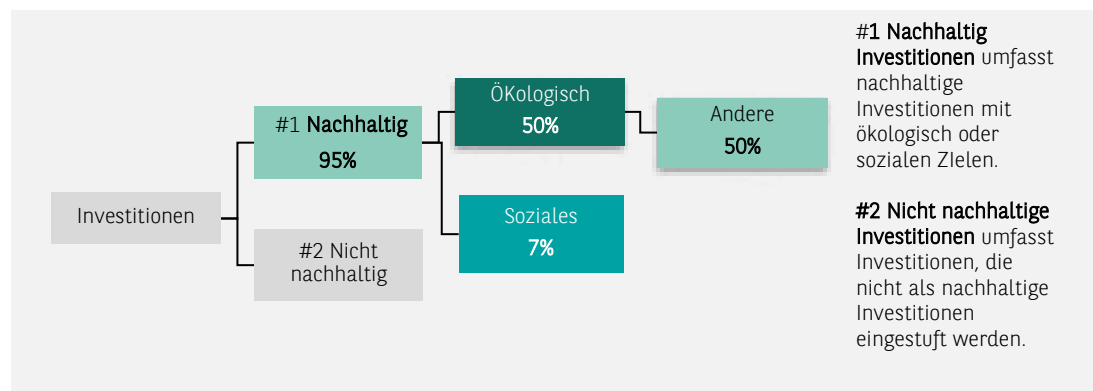 Investitionen
#1 Nachhaltig
95%
#2 Nicht
nachhaltig
ÖKologisch
50%
Soziales
7%
Andere
50%
#1 Nachhaltig
Investitionen umfasst
nachhaltige
Investitionen mit
ökologisch oder
sozialen ZIelen.
#2 Nicht nachhaltige
Investitionen umfasst
Investitionen, die
nicht als nachhaltige
Investitionen
eingestuft werden.